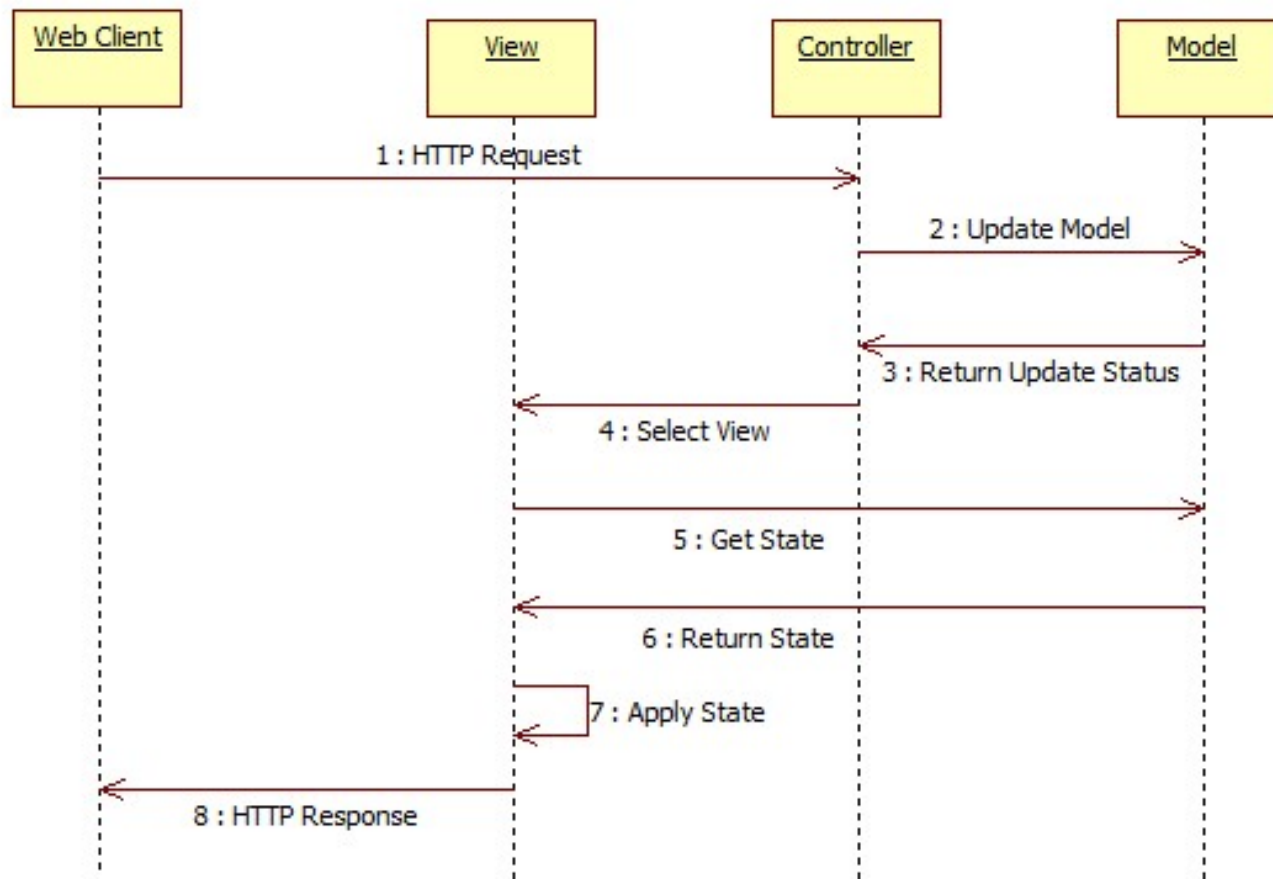 Web Client
View
Controller
Model
1 : HTTP Request
2 : Update Model
3 : Return Update Status
4 : Select View
5 : Get State
6 : Return State
7 : Apply State
8 : HTTP Response